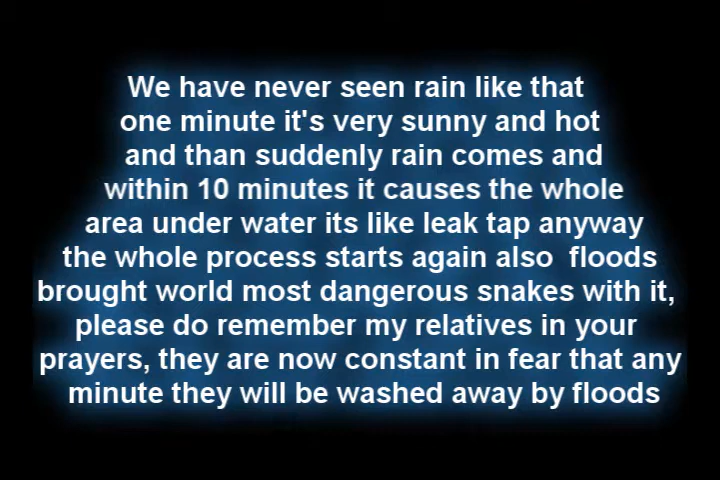 We have never seen rain like that
one minute it's very sunny and hot
and than suddenly rain comes and
within 10 minutes it causes the whole
area under water its like leak tap anyway
the whole process starts again also floods
brought world most dangerous snakes with it,
please do remember my relatives in your
prayers, they are now constant in fear that any
minute they will be washed away by floods